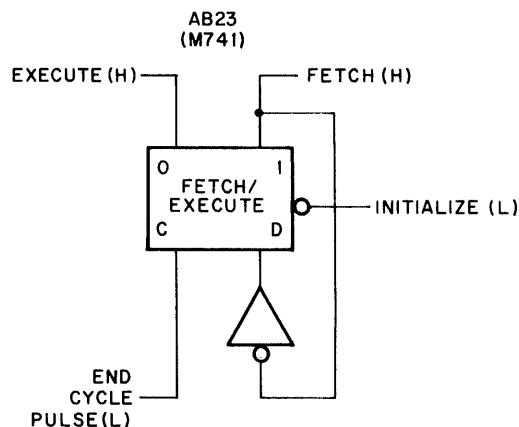 AB23
(M741)
EXECUTE(H)
FETCH(H)
0 1
FETCH/
EXECUTE
C D
INITIALIZE (L)
END
CYCLE
PULSE(L)